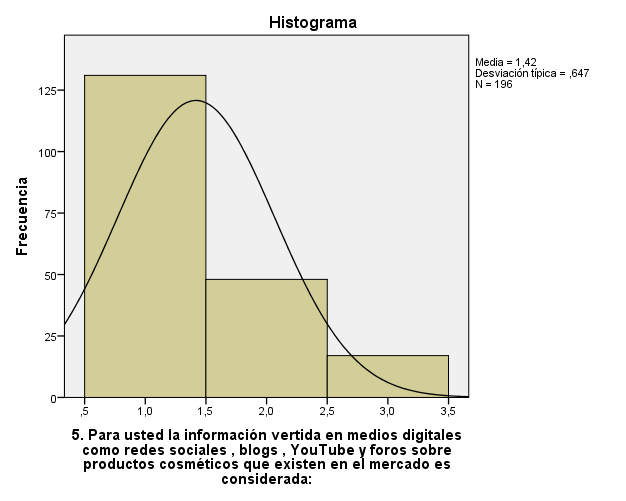 Histograma
Media = 1,42
Desviación típica = ,647
N = 196
Frecuencia
125
100
75
50
25
0
,5
1,0
1,5
2,0
2,5
3,0
3,5
5. Para usted la información vertida en medios digitales
como redes sociales , blogs , YouTube y foros sobre
productos cosméticos que existen en el mercado es
considerada: